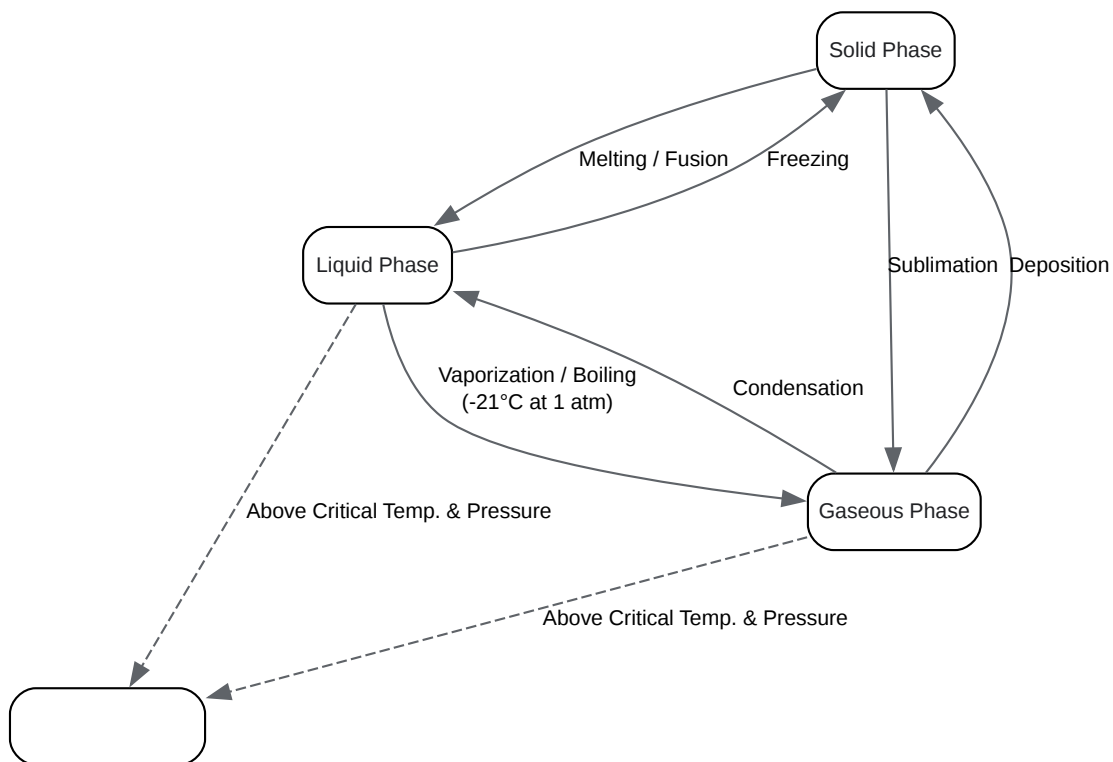 Solid Phase
Melting / Fusion
Freezing
Liquid Phase
Sublimation
Deposition
Vaporization / Boiling
(-21°C at 1 atm)
Condensation
Above Critical Temp. & Pressure
Gaseous Phase
Above Critical Temp. & Pressure